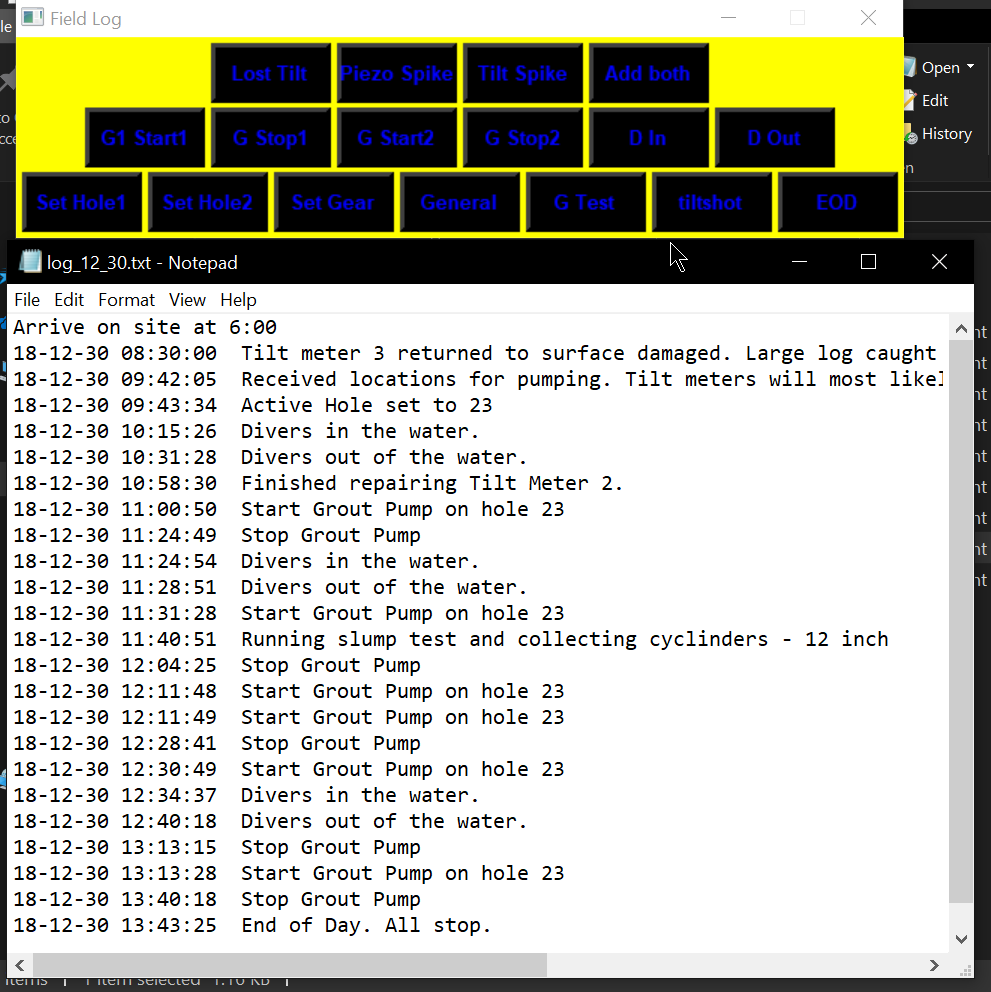 Field Log
Lost Tilt Piezo Spike Tilt Spike Add both
G1 Start1 G Stop1 G Start2 G Stop2 D In D Out
Set Hole1 Set Hole2 Set Gear General G Test tiltshot EOD
Open
Edit
History
log_12_30.txt - Notepad
File Edit Format View Help
Arrive on site at 6:00
18-12-30 08:30:00 Tilt meter 3 returned to surface damaged. Large log caught
18-12-30 09:42:05 Received locations for pumping. Tilt meters will most likel
18-12-30 09:43:34 Active Hole set to 23
18-12-30 10:15:26 Divers in the water.
18-12-30 10:31:28 Divers out of the water.
18-12-30 10:58:30 Finished repairing Tilt Meter 2.
18-12-30 11:00:50 Start Grout Pump on hole 23
18-12-30 11:24:49 Stop Grout Pump
18-12-30 11:24:54 Divers in the water.
18-12-30 11:28:51 Divers out of the water.
18-12-30 11:31:28 Start Grout Pump on hole 23
18-12-30 11:40:51 Running slump test and collecting cyclinders - 12 inch
18-12-30 12:04:25 Stop Grout Pump
18-12-30 12:11:48 Start Grout Pump on hole 23
18-12-30 12:11:49 Start Grout Pump on hole 23
18-12-30 12:28:41 Stop Grout Pump
18-12-30 12:30:49 Start Grout Pump on hole 23
18-12-30 12:34:37 Divers in the water.
18-12-30 12:40:18 Divers out of the water.
18-12-30 13:13:15 Stop Grout Pump
18-12-30 13:13:28 Start Grout Pump on hole 23
18-12-30 13:40:18 Stop Grout Pump
18-12-30 13:43:25 End of Day. All stop.
items 1 item selected 1.16 KB